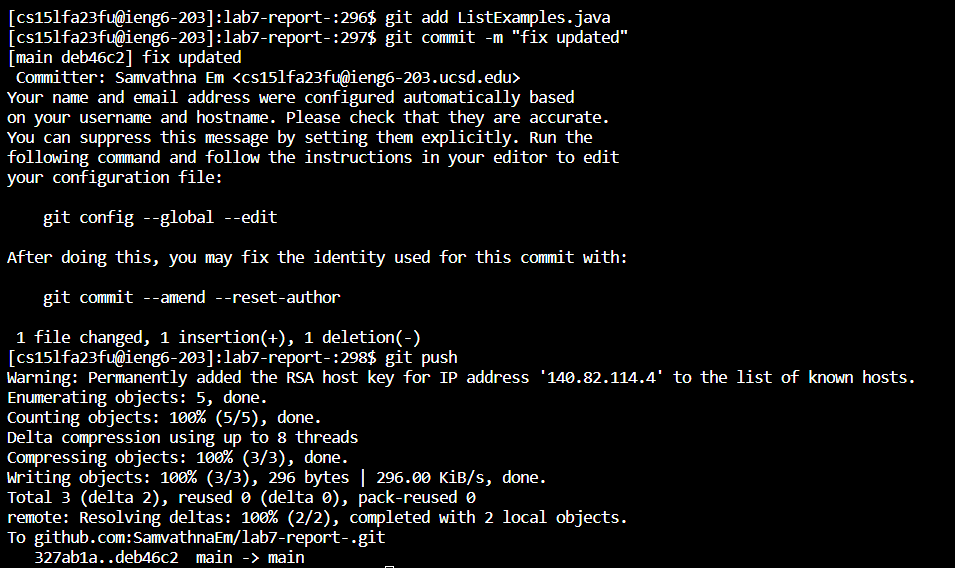 [cs15lfa23fu@ieng6-203]:lab7-report-:296$ git add ListExamples.java
[cs15lfa23fu@ieng6-203]:lab7-report-:297$ git commit -m "fix updated"
[main deb46c2] fix updated
 Committer: Samvathna Em <cs15lfa23fu@ieng6-203.ucsd.edu>
Your name and email address were configured automatically based
on your username and hostname. Please check that they are accurate.
You can suppress this message by setting them explicitly. Run the
following command and follow the instructions in your editor to edit
your configuration file:

    git config --global --edit

After doing this, you may fix the identity used for this commit with:

    git commit --amend --reset-author

 1 file changed, 1 insertion(+), 1 deletion(-)
[cs15lfa23fu@ieng6-203]:lab7-report-:298$ git push
Warning: Permanently added the RSA host key for IP address '140.82.114.4' to the list of known hosts.
Enumerating objects: 5, done.
Counting objects: 100% (5/5), done.
Delta compression using up to 8 threads
Compressing objects: 100% (3/3), done.
Writing objects: 100% (3/3), 296 bytes | 296.00 KiB/s, done.
Total 3 (delta 2), reused 0 (delta 0), pack-reused 0
remote: Resolving deltas: 100% (2/2), completed with 2 local objects.
To github.com:SamvathnaEm/lab7-report-.git
   327ab1a..deb46c2  main -> main